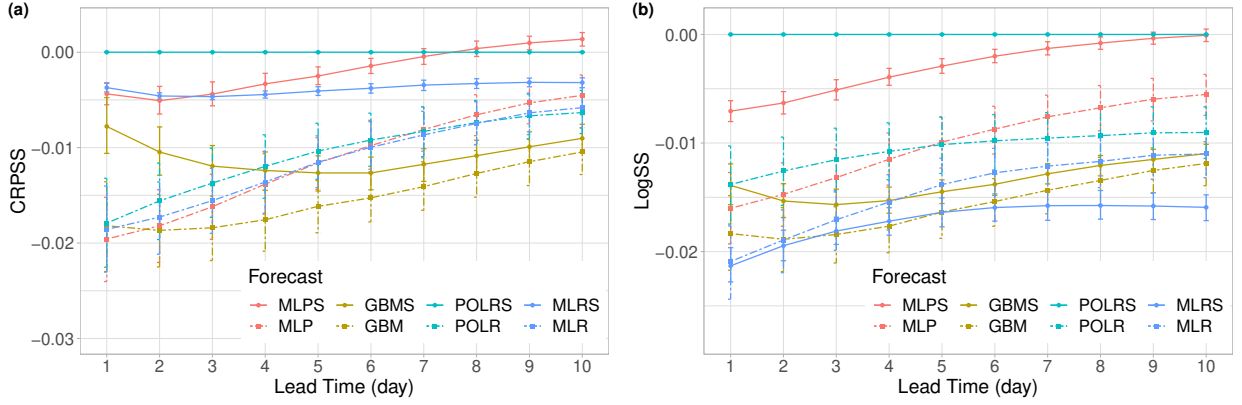 (a)
CRPSS
0.00
−0.01
−0.02
−0.03
Forecast
MLPS GBMS POLRS MLRS
MLP GBM POLR MLR
1 2 3 4 5 6 7 8 9 10
Lead Time (day)
(b)
LogSS
0.00
−0.01
−0.02
Forecast
MLPS GBMS POLRS MLRS
MLP GBM POLR MLR
1 2 3 4 5 6 7 8 9 10
Lead Time (day)